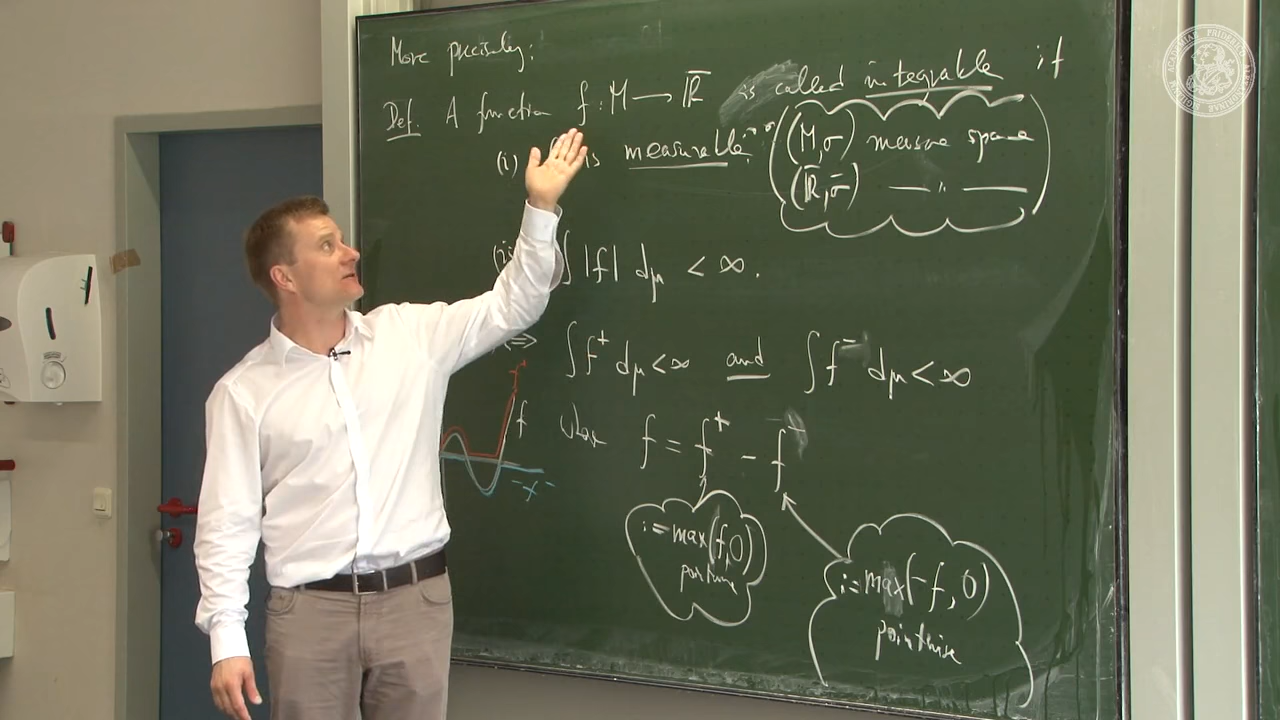 More precisely:
Def. A function f : M → ℝ̄ is called integrable if
(i) is measurable
(M, σ) measure space
(ℝ̄, σ̄) — " —
∫ |f| dμ < ∞.
⇔ ∫ f⁺ dμ < ∞ and ∫ f⁻ dμ < ∞
f
where f = f⁺ - f⁻
-x-
:= max(f, 0)
pointwise
:= max(-f, 0)
pointwise